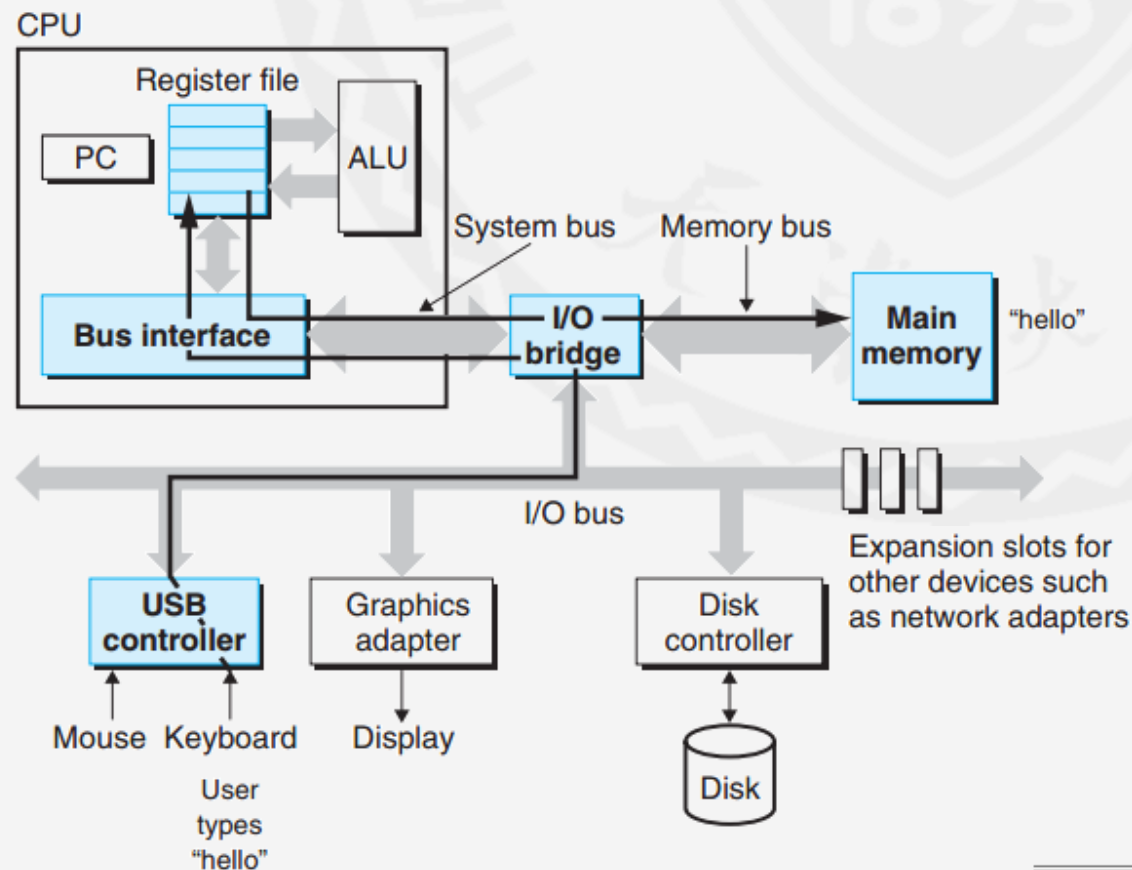 CPU
Register file
PC
ALU
System bus
Memory bus
Bus interface
I/O
bridge
Main
memory
"hello"
I/O bus
Expansion slots for
other devices such
as network adapters
USB
controller
Graphics
adapter
Disk
controller
Mouse
Keyboard
Display
Disk
User
types
"hello"